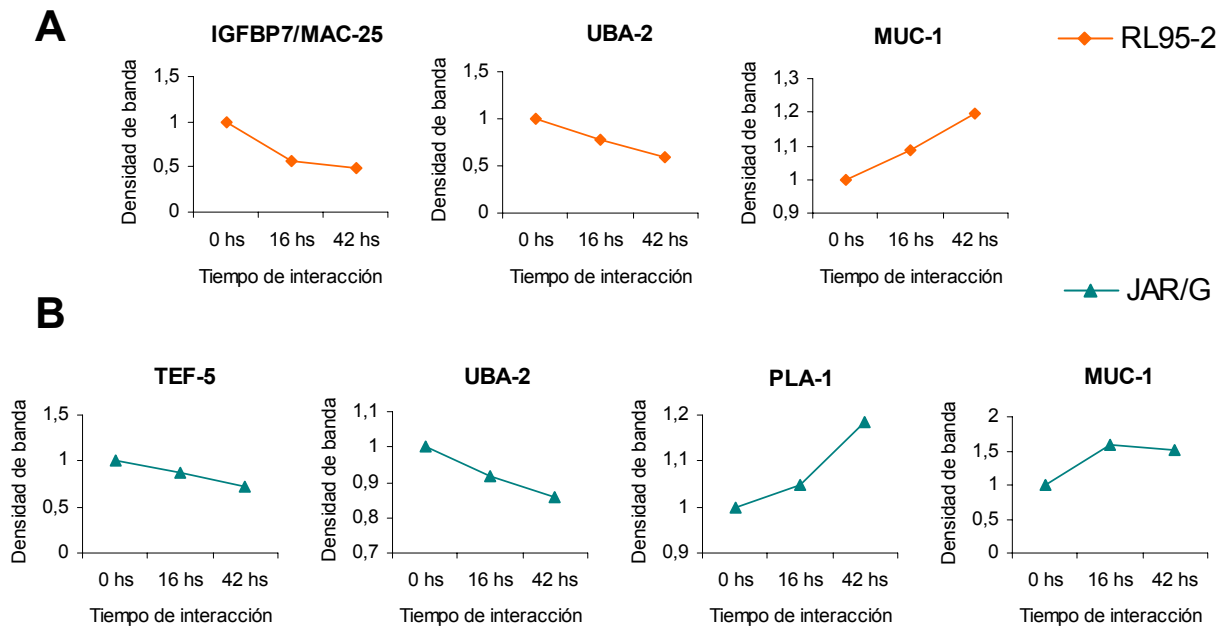 A
IGFBP7/MAC-25
UBA-2
MUC-1
RL95-2
Densidad de banda
1,5
1
0,5
0
0 hs 16 hs 42 hs
Tiempo de interacción
Densidad de banda
1,5
1
0,5
0
0 hs 16 hs 42 hs
Tiempo de interacción
Densidad de banda
1,3
1,2
1,1
1
0,9
0 hs 16 hs 42 hs
Tiempo de interacción
JAR/G
B
TEF-5
UBA-2
PLA-1
MUC-1
Densidad de banda
1,5
1
0,5
0
0 hs 16 hs 42 hs
Tiempo de interacción
Densidad de banda
1,1
1
0,9
0,8
0,7
0 hs 16 hs 42 hs
Tiempo de interacción
Densidad de banda
1,2
1,1
1
0,9
0 hs 16 hs 42 hs
Tiempo de interacción
Densidad de banda
2
1,5
1
0,5
0
0 hs 16 hs 42 hs
Tiempo de interacción